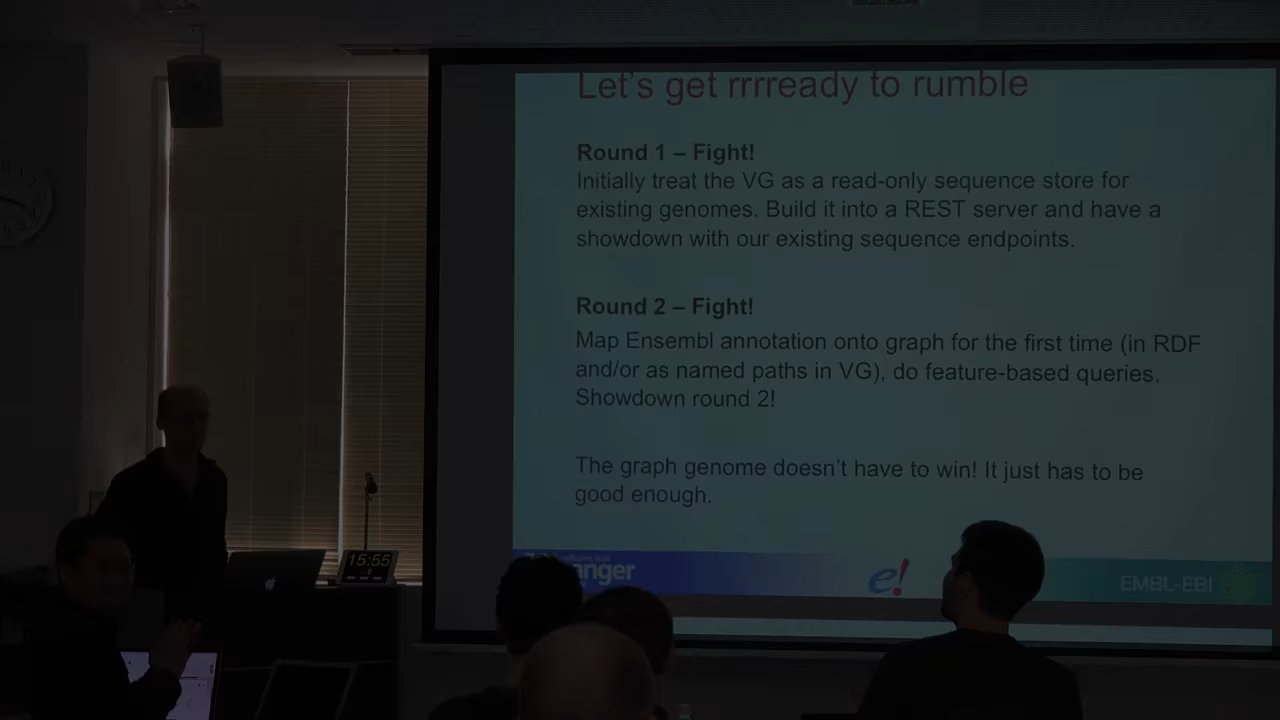 Let's get rrrready to rumble
Round 1 – Fight!
Initially treat the VG as a read-only sequence store for
existing genomes. Build it into a REST server and have a
showdown with our existing sequence endpoints.
Round 2 – Fight!
Map Ensembl annotation onto graph for the first time (in RDF
and/or as named paths in VG), do feature-based queries.
Showdown round 2!
The graph genome doesn't have to win! It just has to be
good enough.
anger
e!
EMBL-EBI
15:55